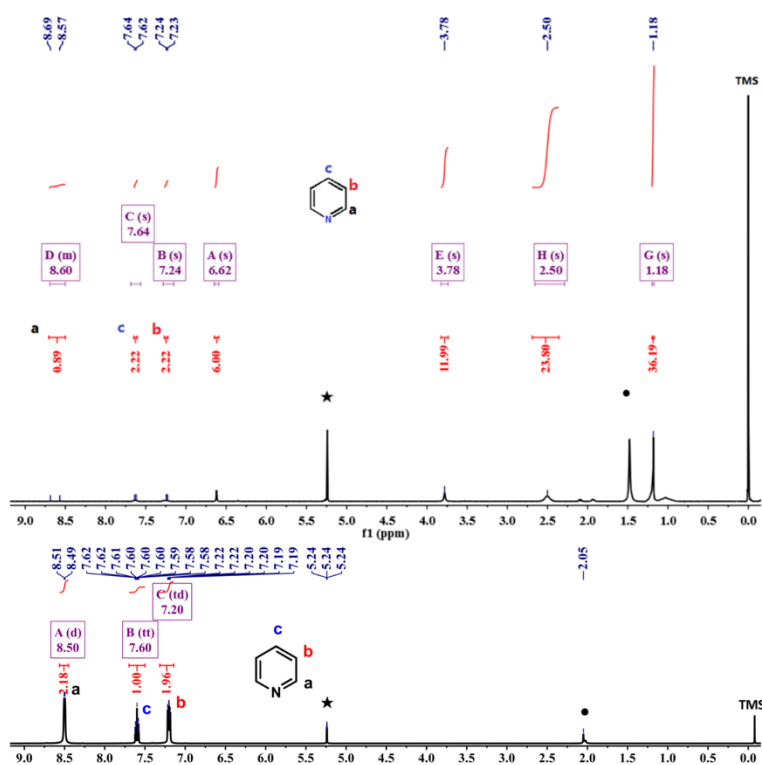 8.69
8.57
7.64
7.62
7.24
7.23
3.78
2.50
1.18
TMS
c
b
a
N
C (s)
7.64
D (m)
8.60
B (s)
7.24
A (s)
6.62
E (s)
3.78
H (s)
2.50
G (s)
1.18
a
c
b
0.89
2.22
2.22
6.00
11.99
23.80
36.19
9.0 8.5 8.0 7.5 7.0 6.5 6.0 5.5 5.0 4.5 4.0 3.5 3.0 2.5 2.0 1.5 1.0 0.5 0.0
f1 (ppm)
8.51
8.49
7.62
7.62
7.61
7.60
7.60
7.60
7.59
7.58
7.58
7.22
7.22
7.20
7.20
7.19
7.19
5.24
5.24
5.24
2.05
C (td)
7.20
A (d)
8.50
B (tt)
7.60
c
b
a
N
2.18
1.00
1.96
a
c
b
TMS
9.0 8.5 8.0 7.5 7.0 6.5 6.0 5.5 5.0 4.5 4.0 3.5 3.0 2.5 2.0 1.5 1.0 0.5 0.0